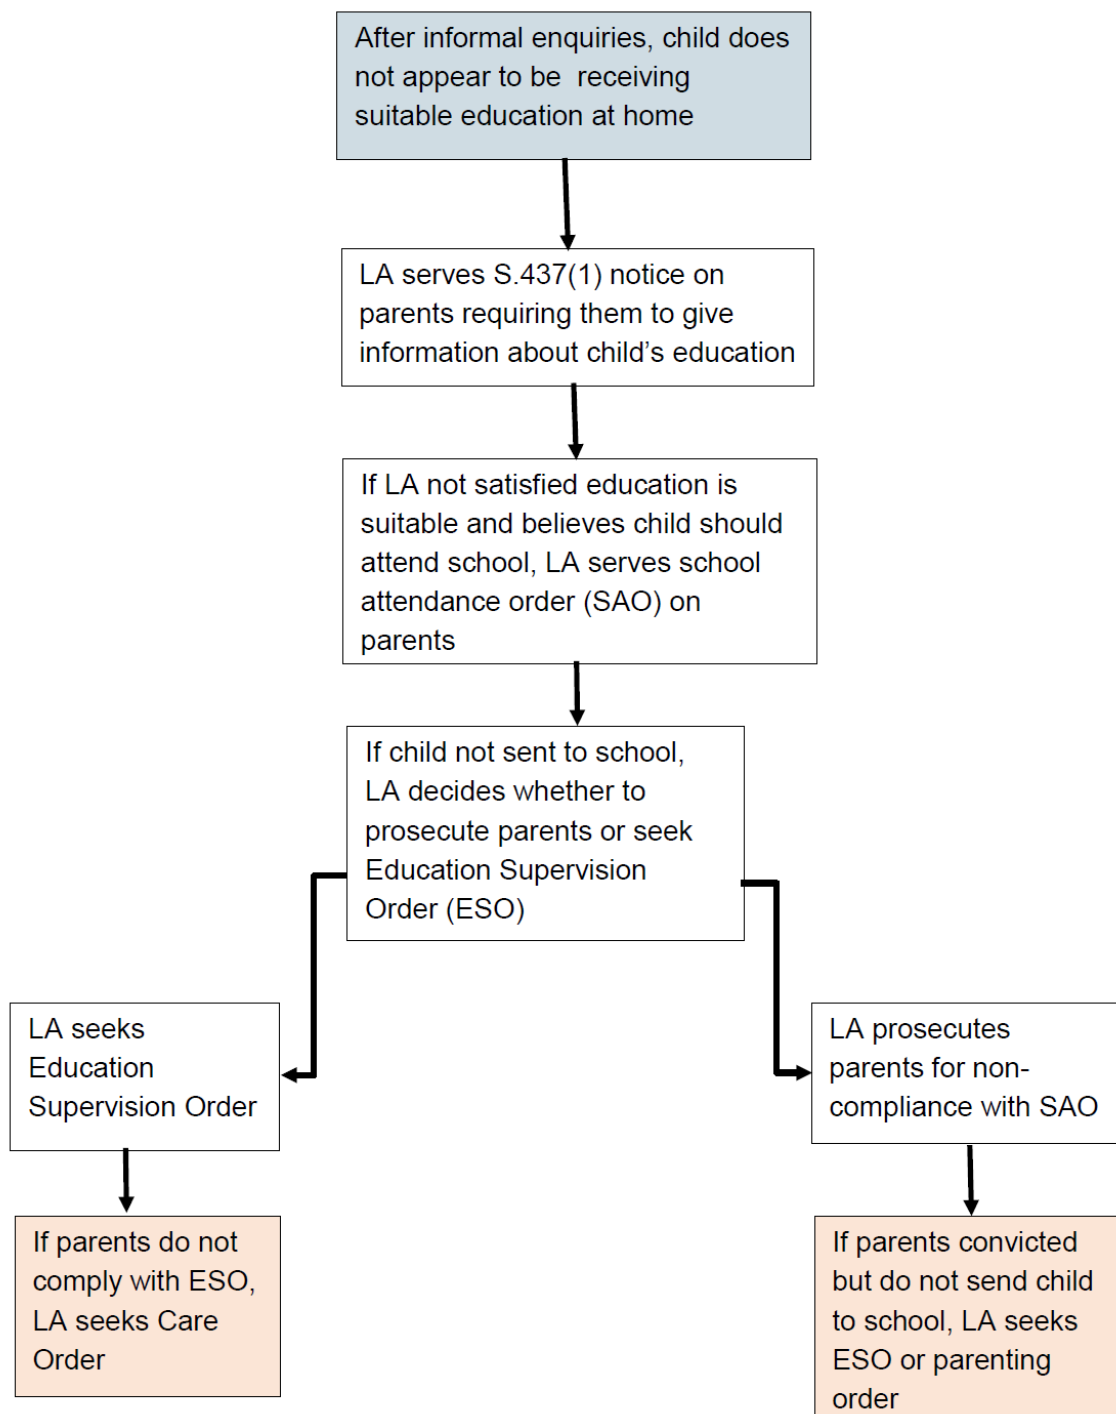 After informal enquiries, child does
not appear to be  receiving
suitable education at home
LA serves S.437(1) notice on
parents requiring them to give
information about child’s education
If LA not satisfied education is
suitable and believes child should
attend school, LA serves school
attendance order (SAO) on
parents
If child not sent to school,
LA decides whether to
prosecute parents or seek
Education Supervision
Order (ESO)
LA seeks
Education
Supervision Order
If parents do not
comply with ESO,
LA seeks Care
Order
LA prosecutes
parents for non-
compliance with SAO
If parents convicted
but do not send child
to school, LA seeks
ESO or parenting
order